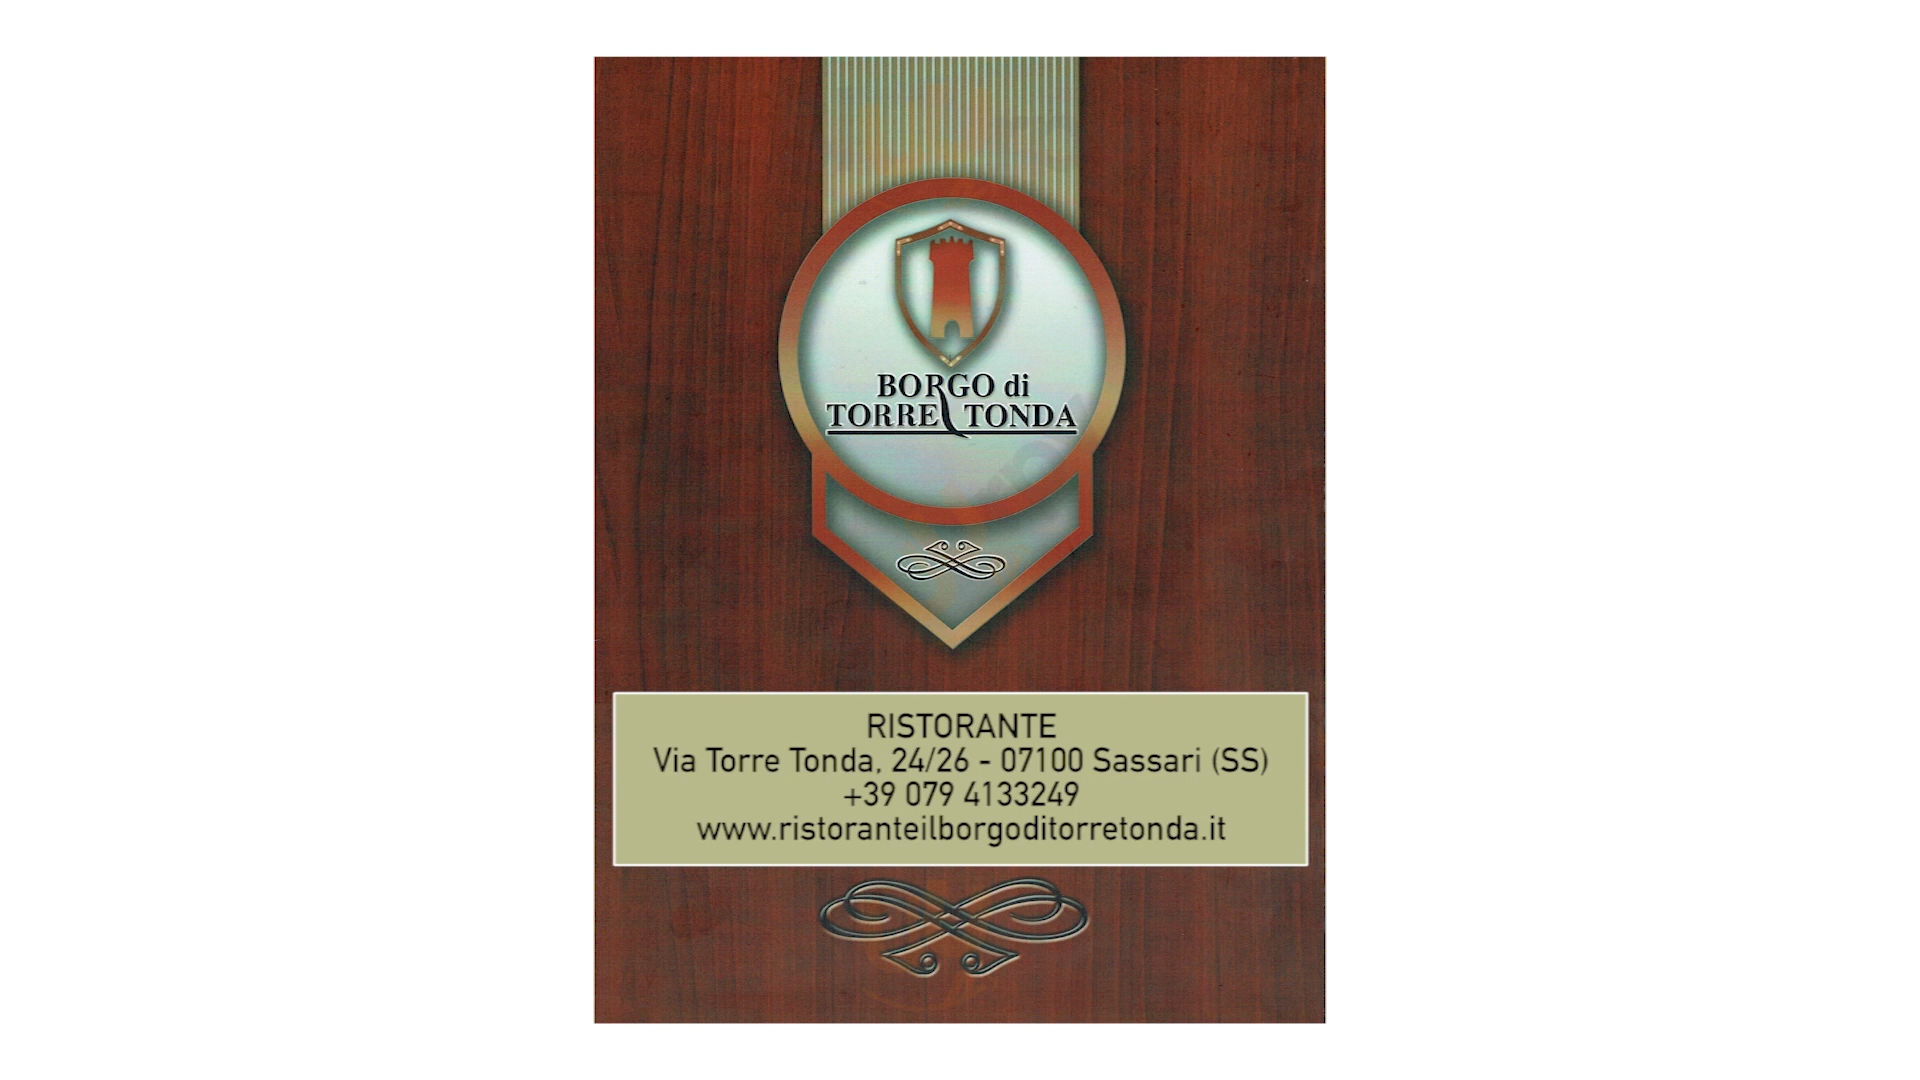 BORGO di
TORRE TONDA
RISTORANTE
Via Torre Tonda, 24/26 - 07100 Sassari (SS)
+39 079 4133249
www.ristoranteilborgoditorretonda.it